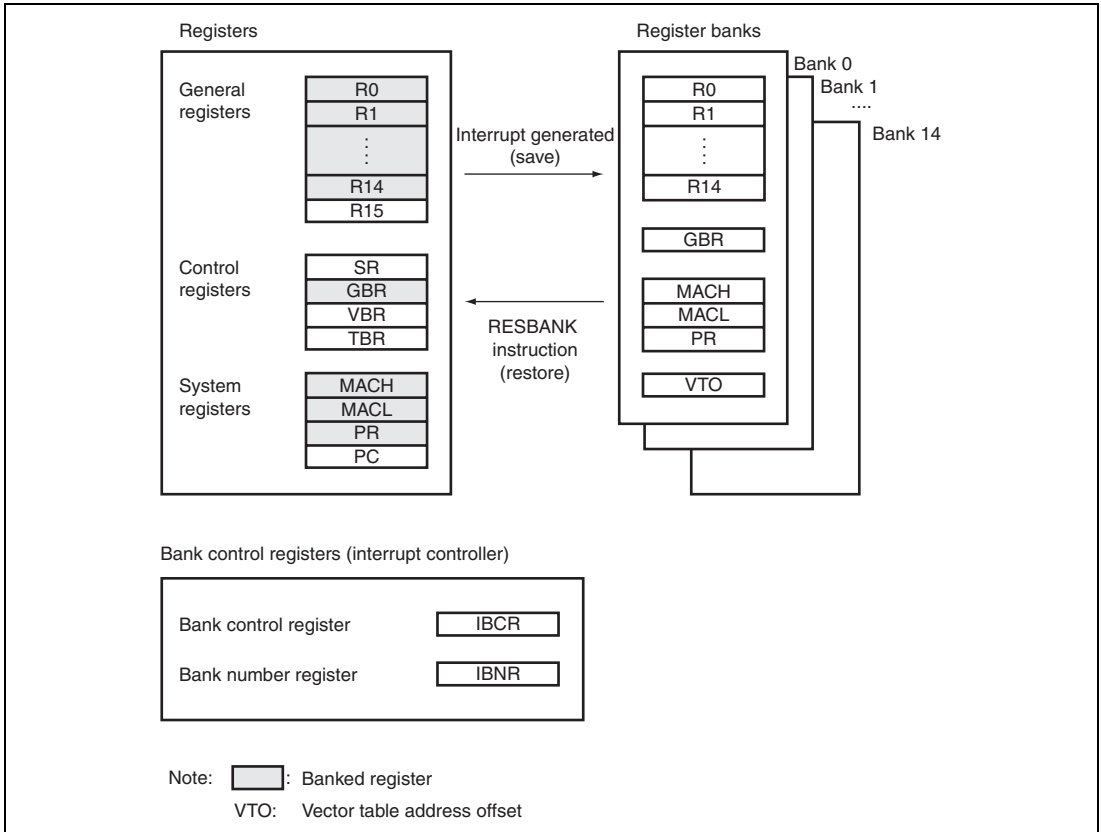 Registers
Register banks
General registers
R0
R1
⋮
R14
R15
Control registers
SR
GBR
VBR
TBR
System registers
MACH
MACL
PR
PC
Interrupt generated
(save)
RESBANK
instruction
(restore)
Bank 0
Bank 1
....
Bank 14
R0
R1
⋮
R14
GBR
MACH
MACL
PR
VTO
Bank control registers (interrupt controller)
Bank control register IBCR
Bank number register IBNR
Note: : Banked register
VTO: Vector table address offset